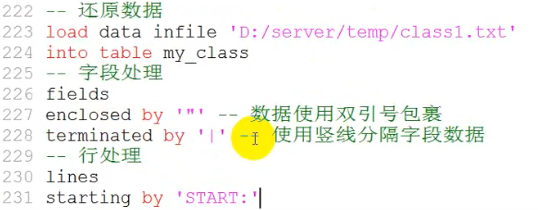 222 -- 还原数据
223 load data infile 'D:/server/temp/class1.txt'
224 into table my_class
225 -- 字段处理
226 fields
227 enclosed by '"' -- 数据使用双引号包裹
228 terminated by '|' -- 使用竖线分隔字段数据
229 -- 行处理
230 lines
231 starting by 'START:'